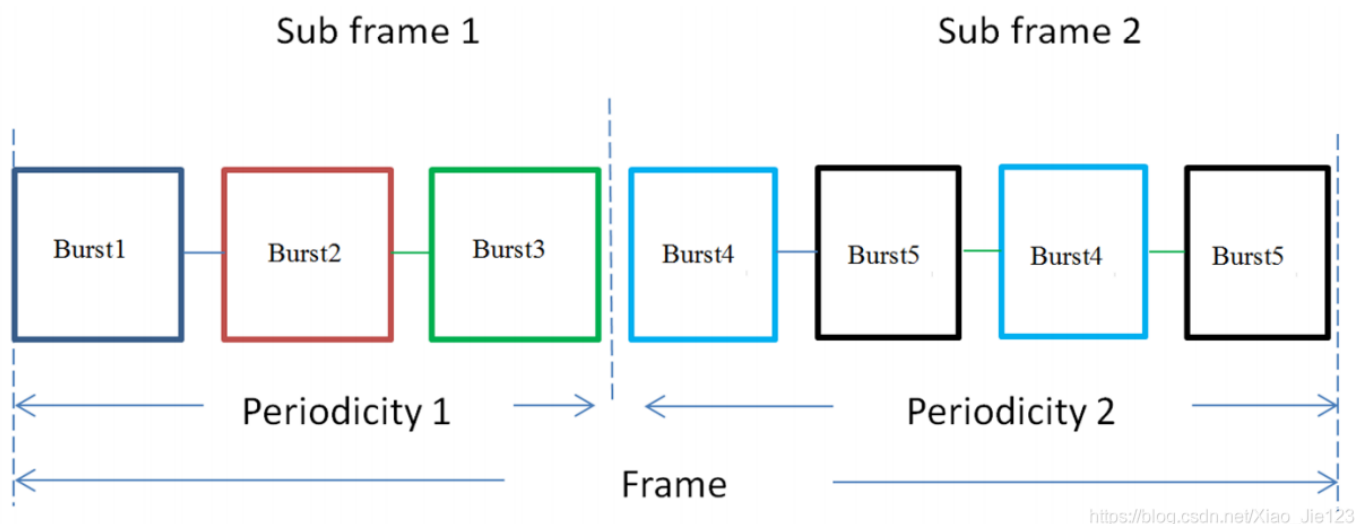 Sub frame 1
Sub frame 2
Burst1
Burst2
Burst3
Burst4
Burst5
Burst4
Burst5
Periodicity 1
Periodicity 2
Frame
https://blog.csdn.net/Xiao_Jie123